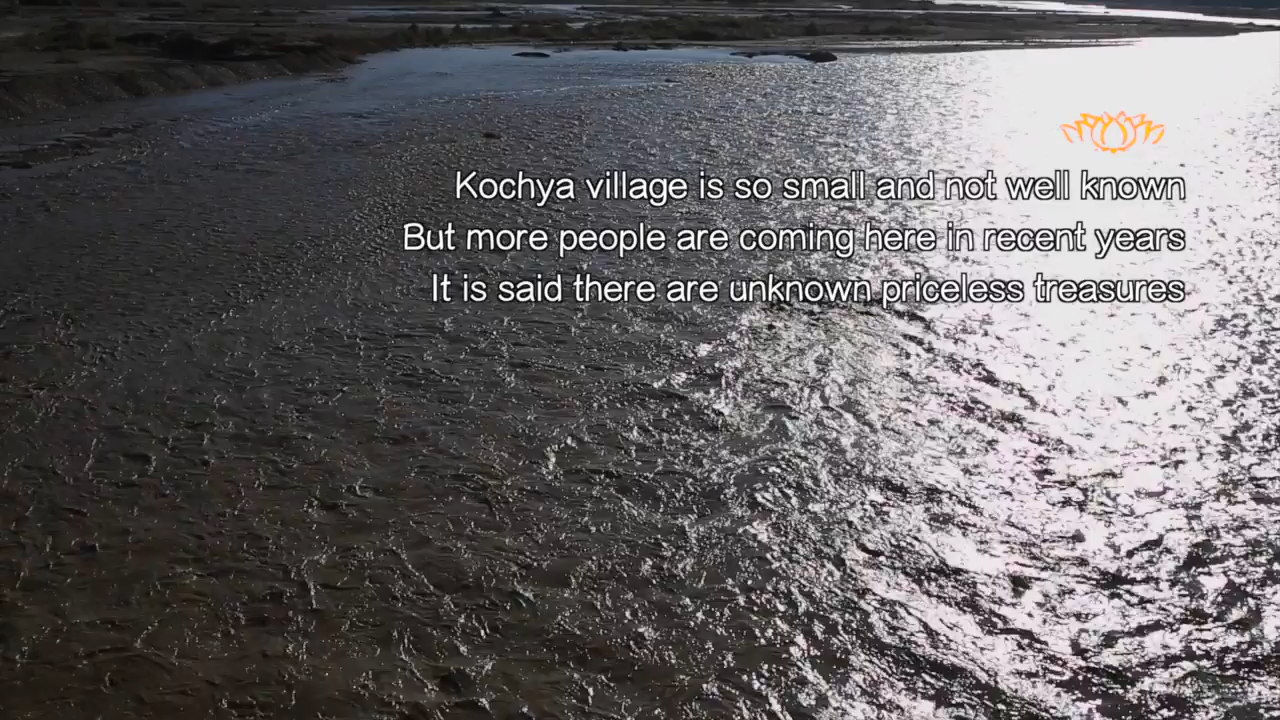 Kochya village is so small and not well known
But more people are coming here in recent years
It is said there are unknown priceless treasures